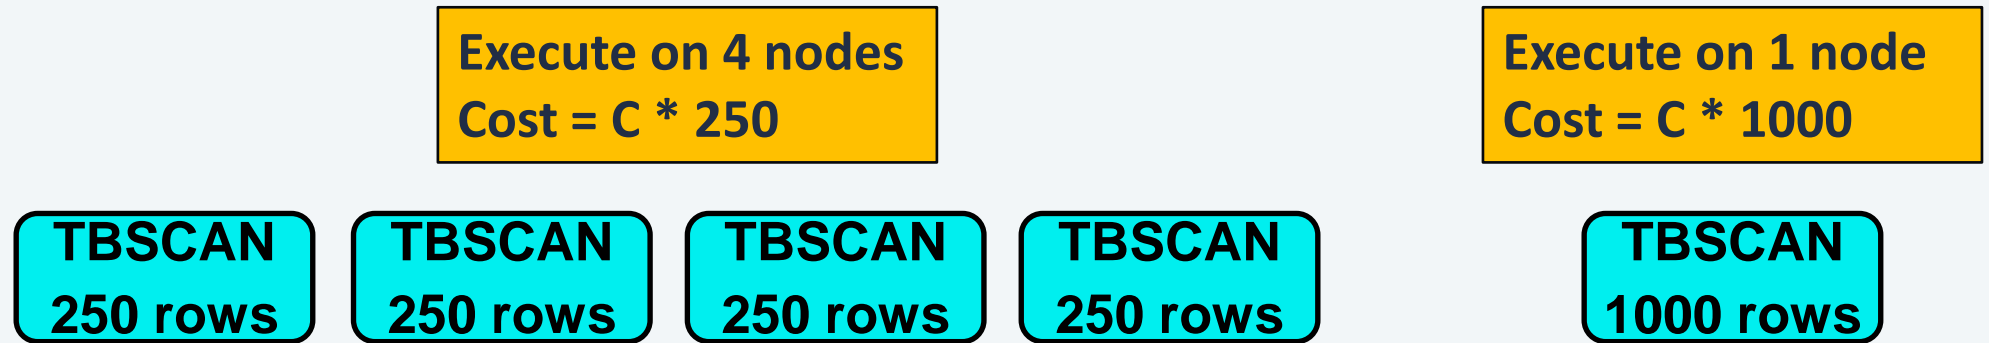 Execute on 4 nodes
Cost = C * 250
Execute on 1 node
Cost = C * 1000
TBSCAN
250 rows
TBSCAN
250 rows
TBSCAN
250 rows
TBSCAN
250 rows
TBSCAN
1000 rows